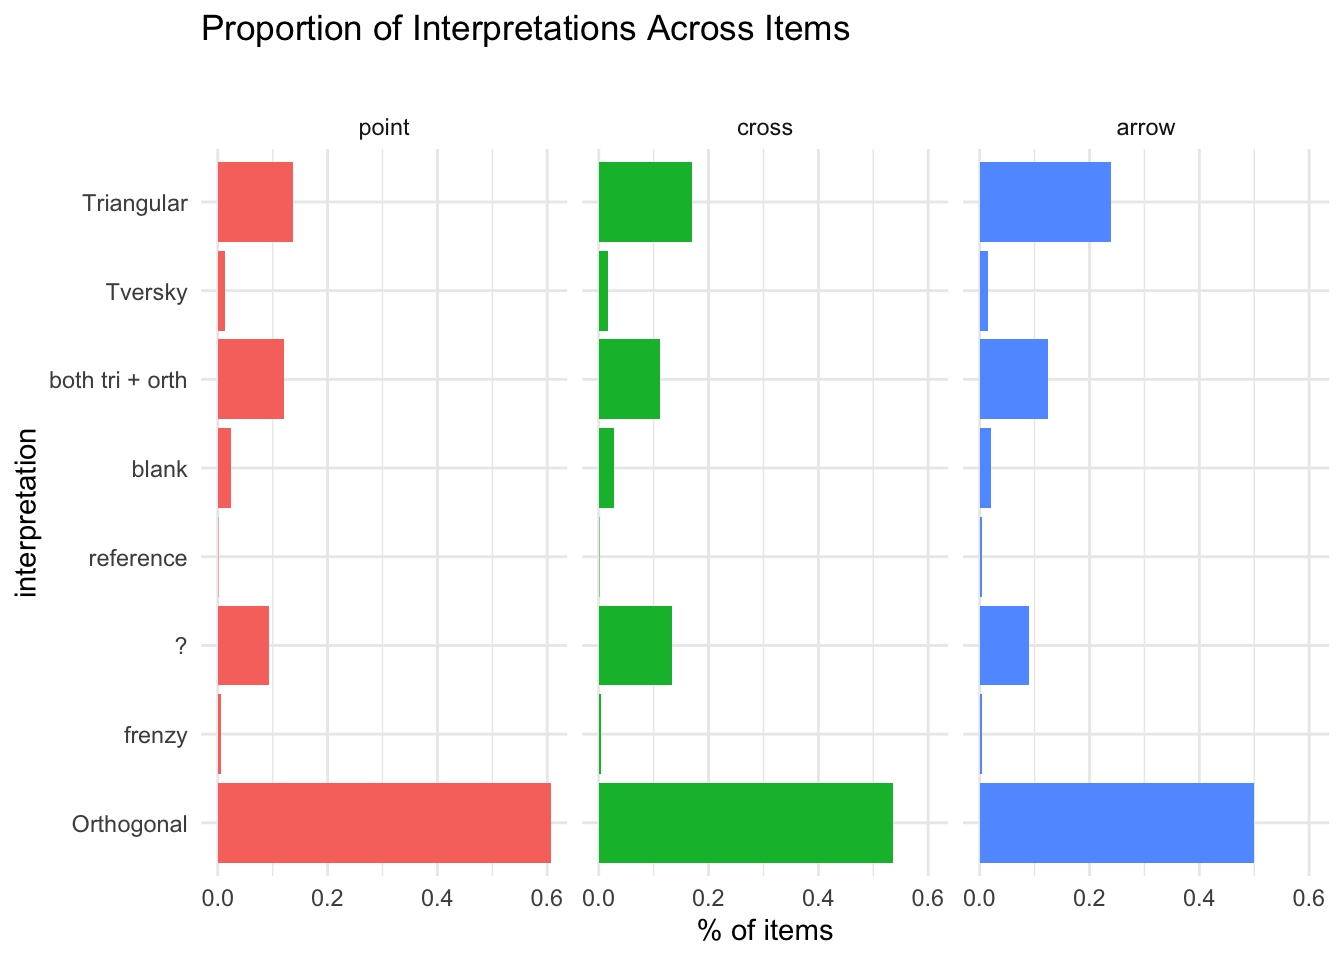 Proportion of Interpretations Across Items
point cross arrow
interpretation
Triangular
Tversky
both tri + orth
blank
reference
?
frenzy
Orthogonal
0.0 0.2 0.4 0.6 0.0 0.2 0.4 0.6 0.0 0.2 0.4 0.6
% of items